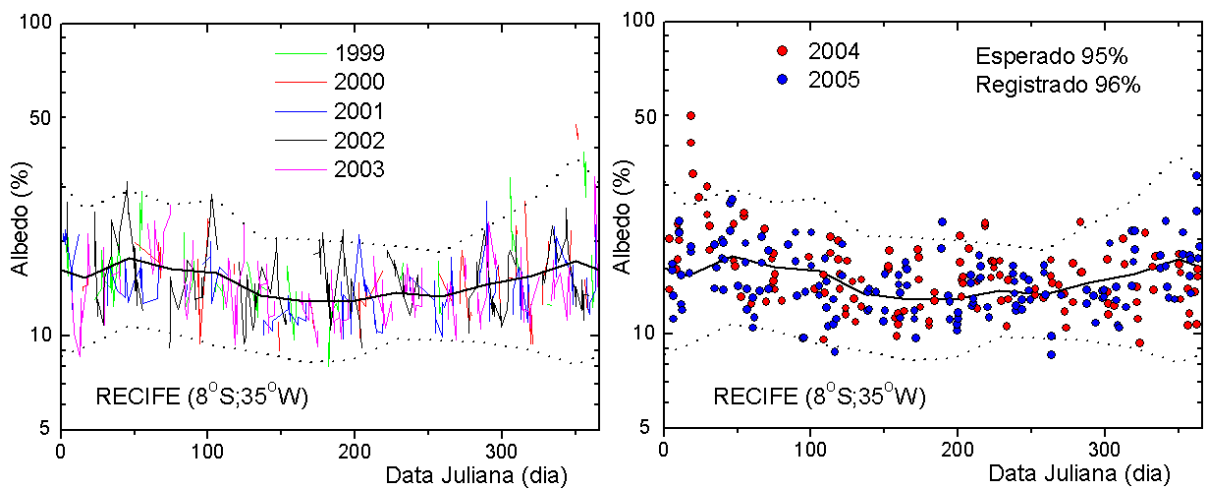 100
50
10
5
Albedo (%)
1999
2000
2001
2002
2003
RECIFE (8°S;35°W)
0
100
200
300
Data Juliana (dia)
100
50
10
5
Albedo (%)
2004
2005
Esperado 95%
Registrado 96%
RECIFE (8°S;35°W)
0
100
200
300
Data Juliana (dia)